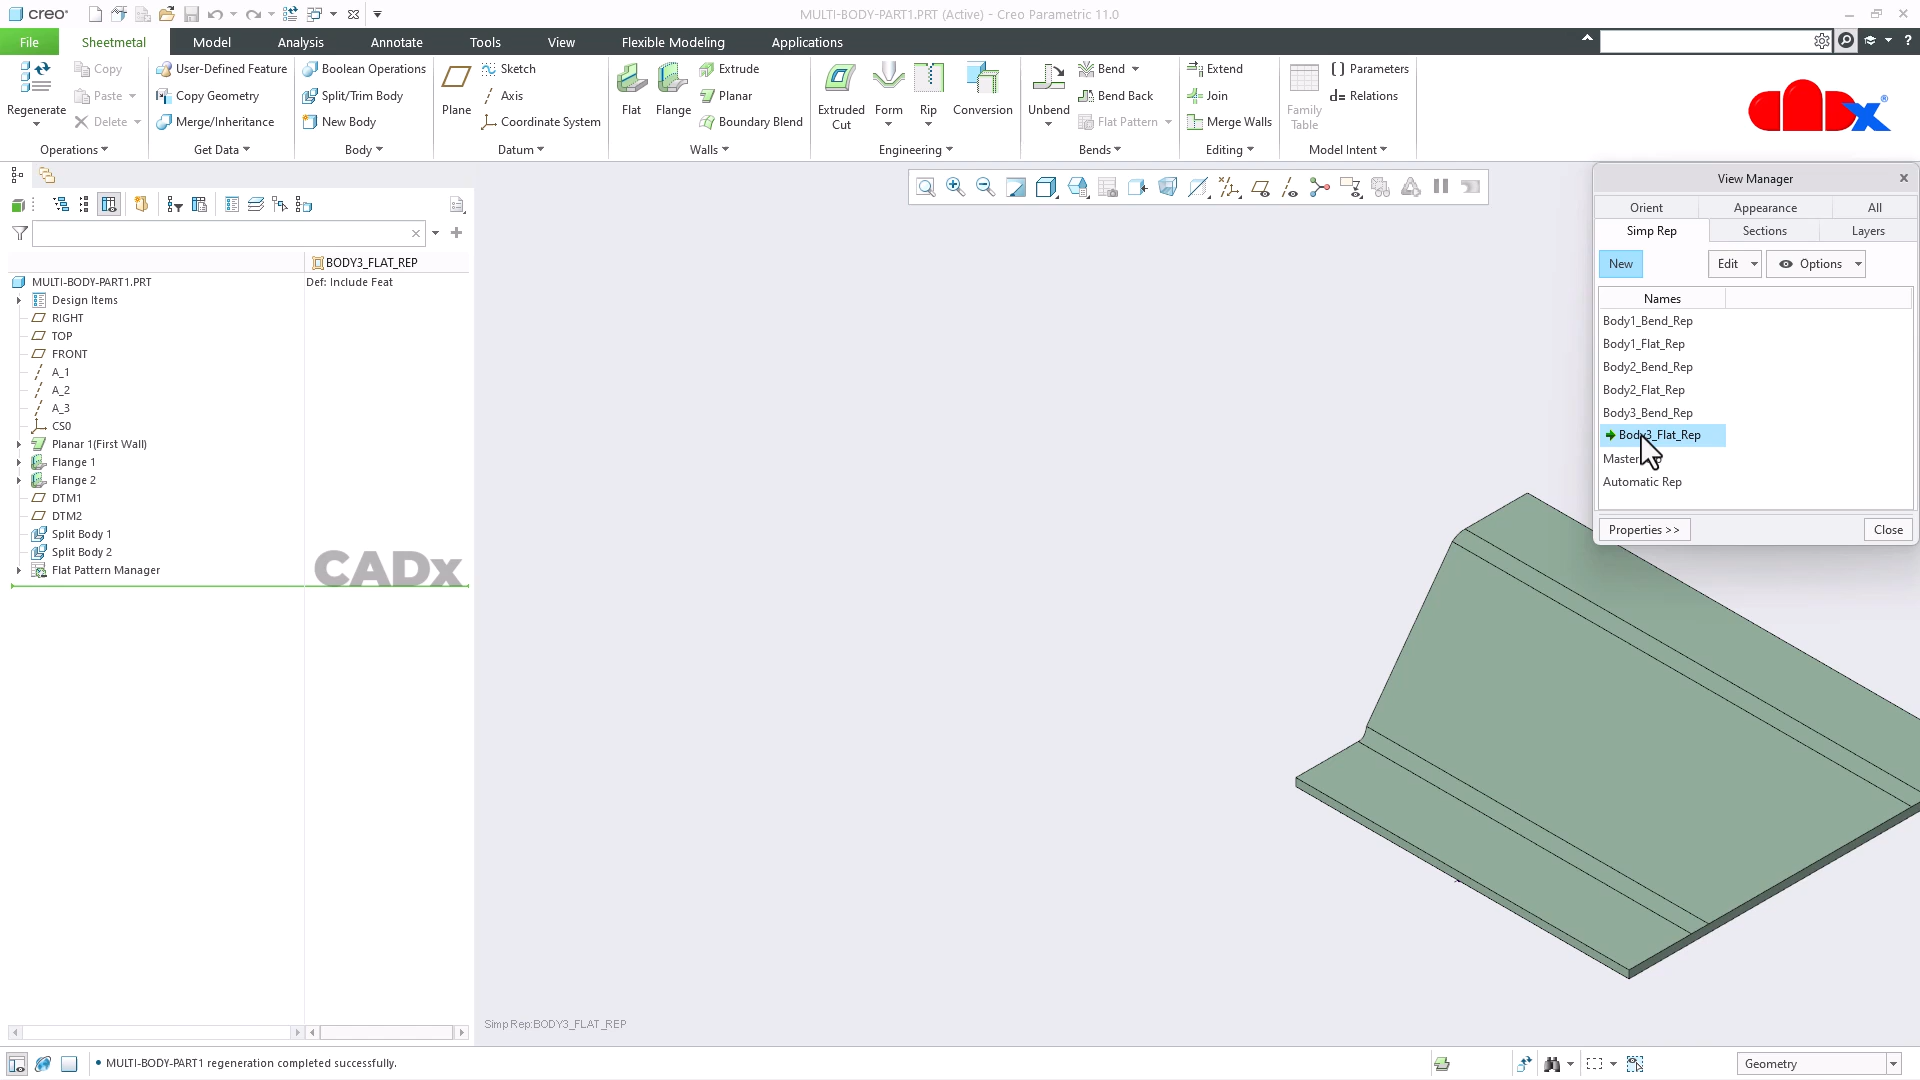 creo
MULTI-BODY-PART1.PRT (Active) - Creo Parametric 11.0
File Sheetmetal Model Analysis Annotate Tools View Flexible Modeling Applications
Regenerate
Copy
Paste
Delete
Operations
User-Defined Feature
Copy Geometry
Merge/Inheritance
Get Data
Boolean Operations
Split/Trim Body
New Body
Body
Plane
Sketch
Axis
Coordinate System
Datum
Flat
Flange
Extrude
Planar
Boundary Blend
Walls
Extruded Cut
Form
Rip
Conversion
Engineering
Unbend
Bend
Bend Back
Flat Pattern
Bends
Extend
Join
Merge Walls
Editing
Family Table
Parameters
Relations
Model Intent
CADx®
BODY3_FLAT_REP
MULTI-BODY-PART1.PRT Def: Include Feat
Design Items
RIGHT
TOP
FRONT
A_1
A_2
A_3
CS0
Planar 1(First Wall)
Flange 1
Flange 2
DTM1
DTM2
Split Body 1
Split Body 2
Flat Pattern Manager
CADx
View Manager
Orient Appearance All
Simp Rep Sections Layers
New Edit Options
Names
Body1_Bend_Rep
Body1_Flat_Rep
Body2_Bend_Rep
Body2_Flat_Rep
Body3_Bend_Rep
Body3_Flat_Rep
Master
Automatic Rep
Properties >> Close
Simp Rep:BODY3_FLAT_REP
• MULTI-BODY-PART1 regeneration completed successfully.
Geometry